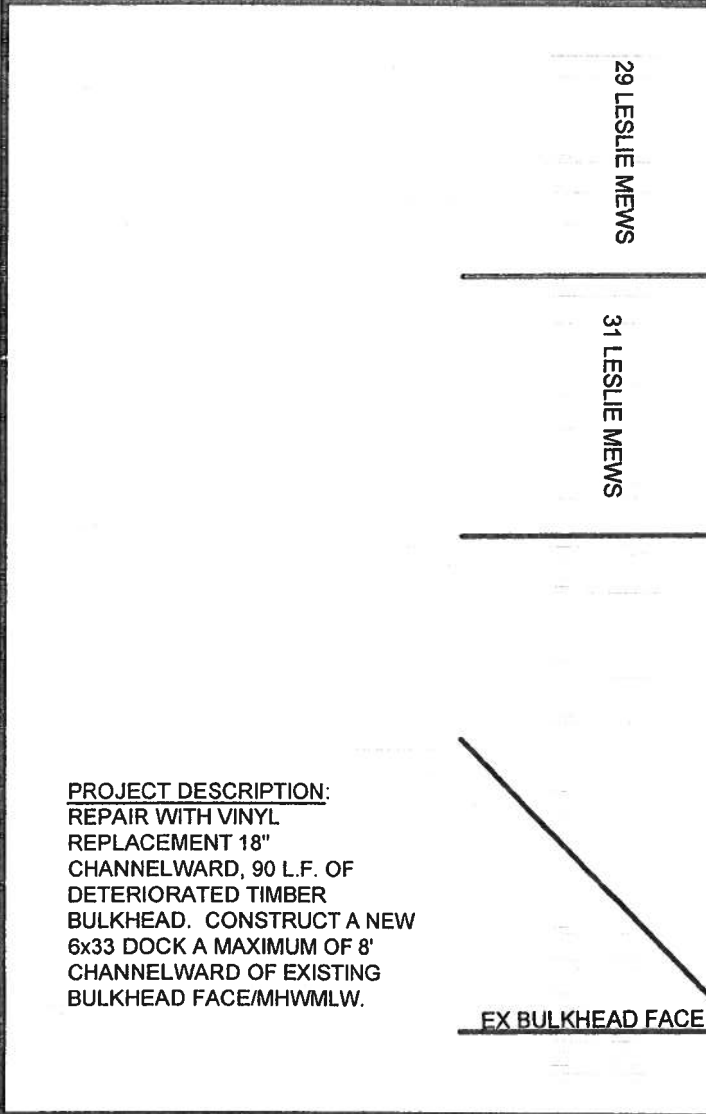 29 LESLIE MEWS
31 LESLIE MEWS
PROJECT DESCRIPTION:
REPAIR WITH VINYL
REPLACEMENT 18"
CHANNELWARD, 90 L.F. OF
DETERIORATED TIMBER
BULKHEAD. CONSTRUCT A NEW
6x33 DOCK A MAXIMUM OF 8'
CHANNELWARD OF EXISTING
BULKHEAD FACE/MHWMLW.
EX BULKHEAD FACE